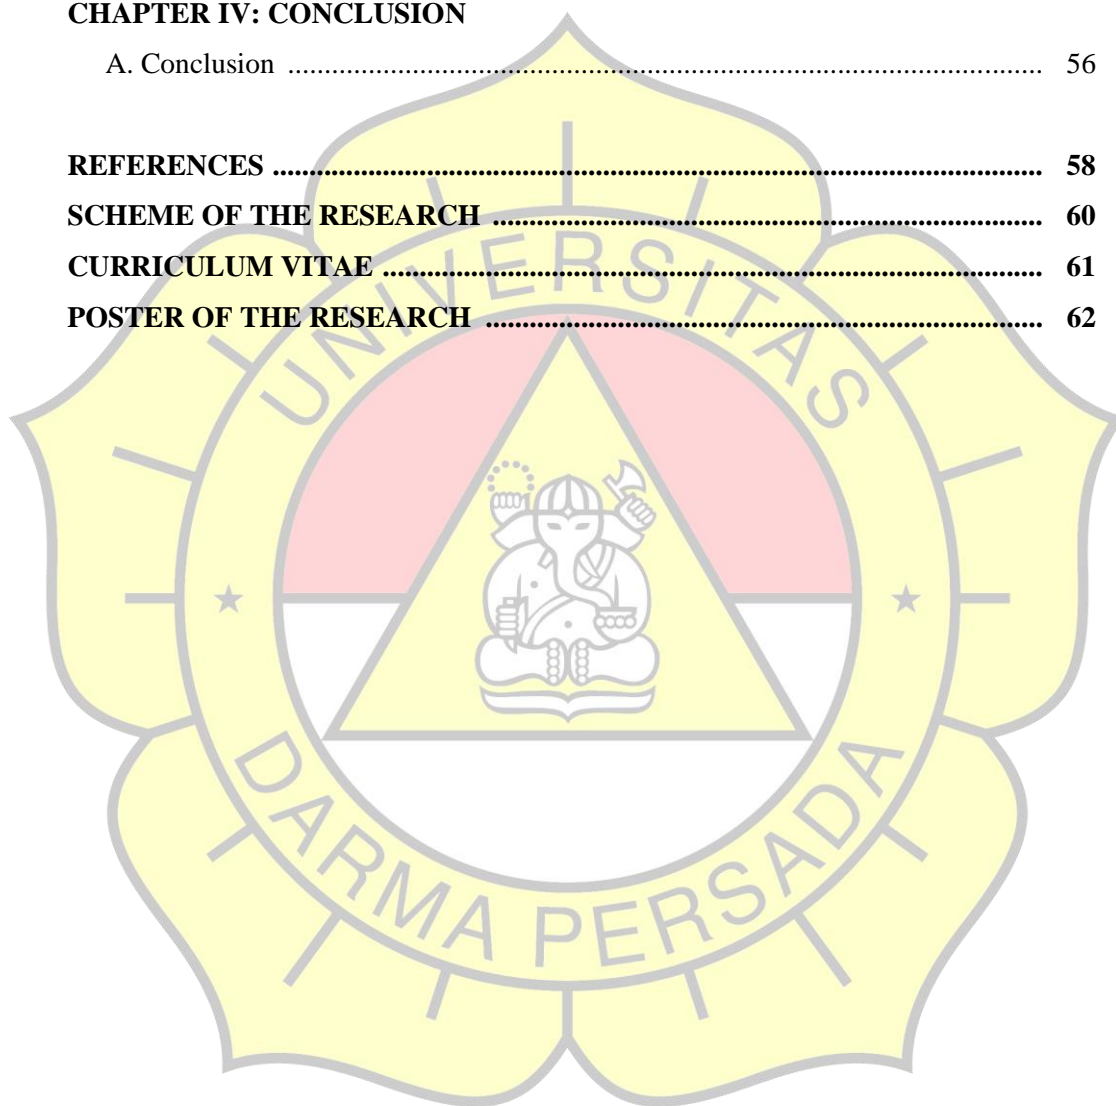 CHAPTER IV: CONCLUSION
A. Conclusion ........................................................................................................ 56
REFERENCES ........................................................................................................ 58
SCHEME OF THE RESEARCH ........................................................................... 60
CURRICULUM VITAE ......................................................................................... 61
POSTER OF THE RESEARCH ............................................................................ 62
UNIVERSITAS
DARMA PERSADA